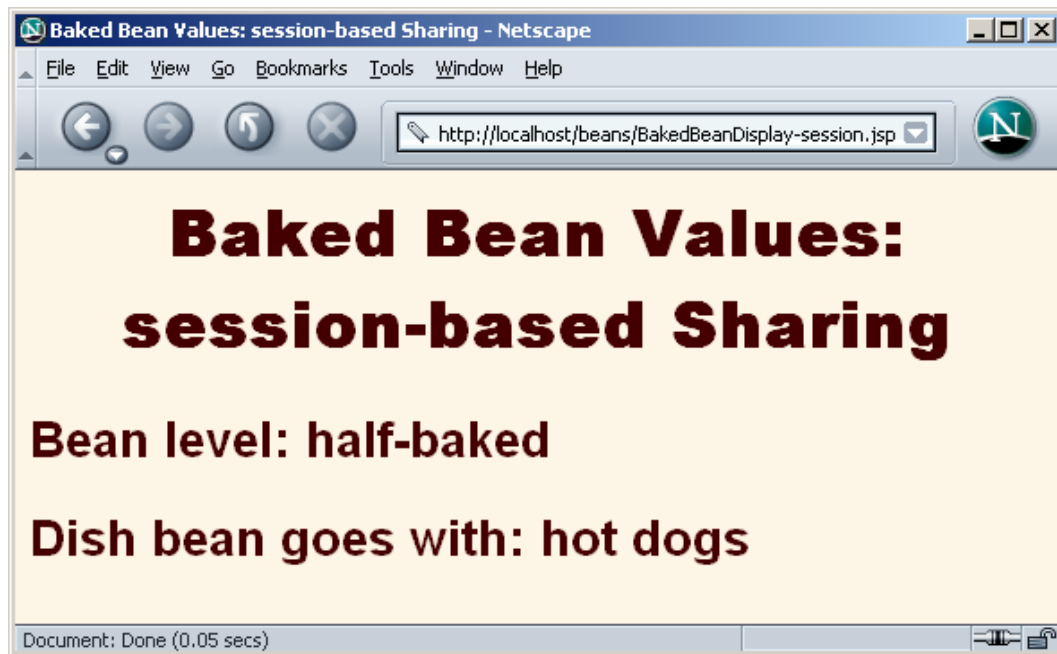 Baked Bean Values: session-based Sharing - Netscape
File Edit View Go Bookmarks Tools Window Help
http://localhost/beans/BakedBeanDisplay-session.jsp
N
Baked Bean Values:
session-based Sharing
Bean level: half-baked
Dish bean goes with: hot dogs
Document: Done (0.05 secs)